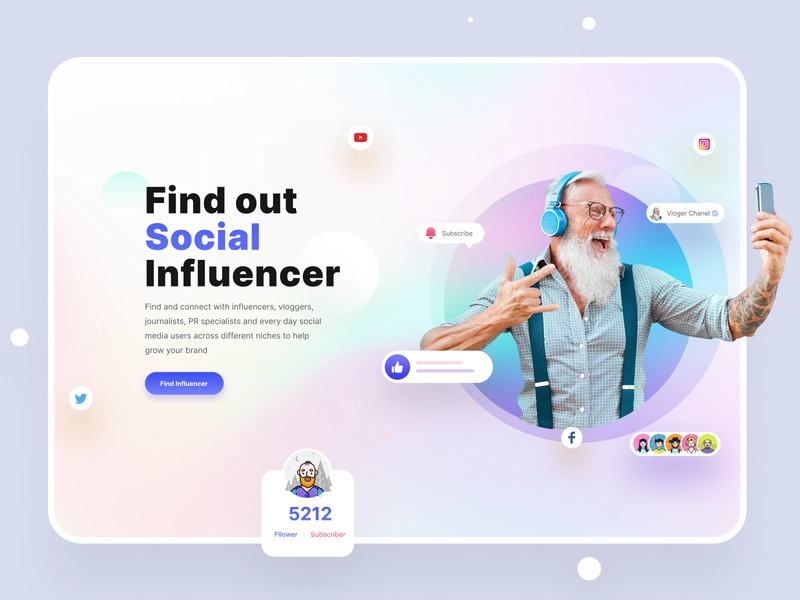 Find out
Social
Influencer
Find and connect with influencers, vloggers,
journalists, PR specialists and every day social
media users across different niches to help
grow your brand
Find Influencer
Subscribe
Vloger Chanel
5212
Fllower
Subscriber